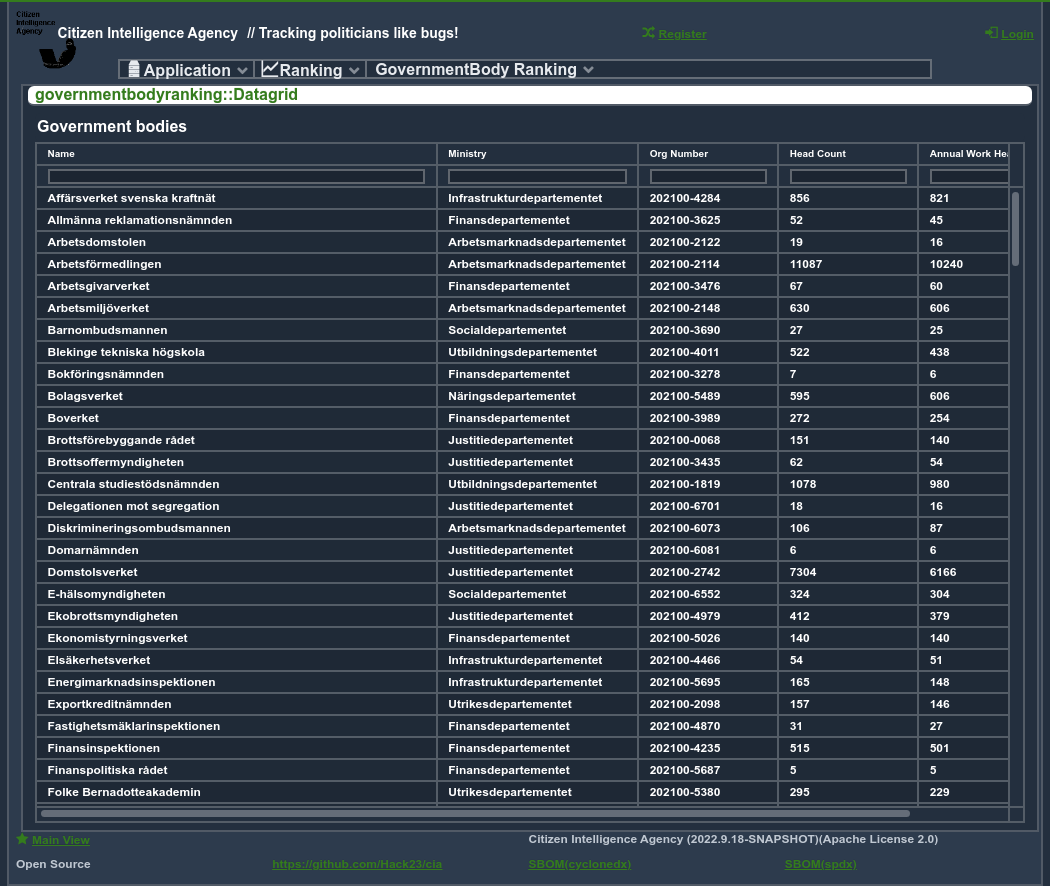 Citizen
Intelligence
Agency
Citizen Intelligence Agency // Tracking politicians like bugs!
Register
Login
Application
Ranking
GovernmentBody Ranking
governmentbodyranking::Datagrid
Government bodies
Name Ministry Org Number Head Count Annual Work Hea
Affärsverket svenska kraftnät Infrastrukturdepartementet 202100-4284 856 821
Allmänna reklamationsnämnden Finansdepartementet 202100-3625 52 45
Arbetsdomstolen Arbetsmarknadsdepartementet 202100-2122 19 16
Arbetsförmedlingen Arbetsmarknadsdepartementet 202100-2114 11087 10240
Arbetsgivarverket Finansdepartementet 202100-3476 67 60
Arbetsmiljöverket Arbetsmarknadsdepartementet 202100-2148 630 606
Barnombudsmannen Socialdepartementet 202100-3690 27 25
Blekinge tekniska högskola Utbildningsdepartementet 202100-4011 522 438
Bokföringsnämnden Finansdepartementet 202100-3278 7 6
Bolagsverket Näringsdepartementet 202100-5489 595 606
Boverket Finansdepartementet 202100-3989 272 254
Brottsförebyggande rådet Justitiedepartementet 202100-0068 151 140
Brottsoffermyndigheten Justitiedepartementet 202100-3435 62 54
Centrala studiestödsnämnden Utbildningsdepartementet 202100-1819 1078 980
Delegationen mot segregation Justitiedepartementet 202100-6701 18 16
Diskrimineringsombudsmannen Arbetsmarknadsdepartementet 202100-6073 106 87
Domarnämnden Justitiedepartementet 202100-6081 6 6
Domstolsverket Justitiedepartementet 202100-2742 7304 6166
E-hälsomyndigheten Socialdepartementet 202100-6552 324 304
Ekobrottsmyndigheten Justitiedepartementet 202100-4979 412 379
Ekonomistyrningsverket Finansdepartementet 202100-5026 140 140
Elsäkerhetsverket Infrastrukturdepartementet 202100-4466 54 51
Energimarknadsinspektionen Infrastrukturdepartementet 202100-5695 165 148
Exportkreditnämnden Utrikesdepartementet 202100-2098 157 146
Fastighetsmäklarinspektionen Finansdepartementet 202100-4870 31 27
Finansinspektionen Finansdepartementet 202100-4235 515 501
Finanspolitiska rådet Finansdepartementet 202100-5687 5 5
Folke Bernadotteakademin Utrikesdepartementet 202100-5380 295 229
Main View Citizen Intelligence Agency (2022.9.18-SNAPSHOT)(Apache License 2.0)
Open Source https://github.com/Hack23/cia SBOM(cyclonedx) SBOM(spdx)